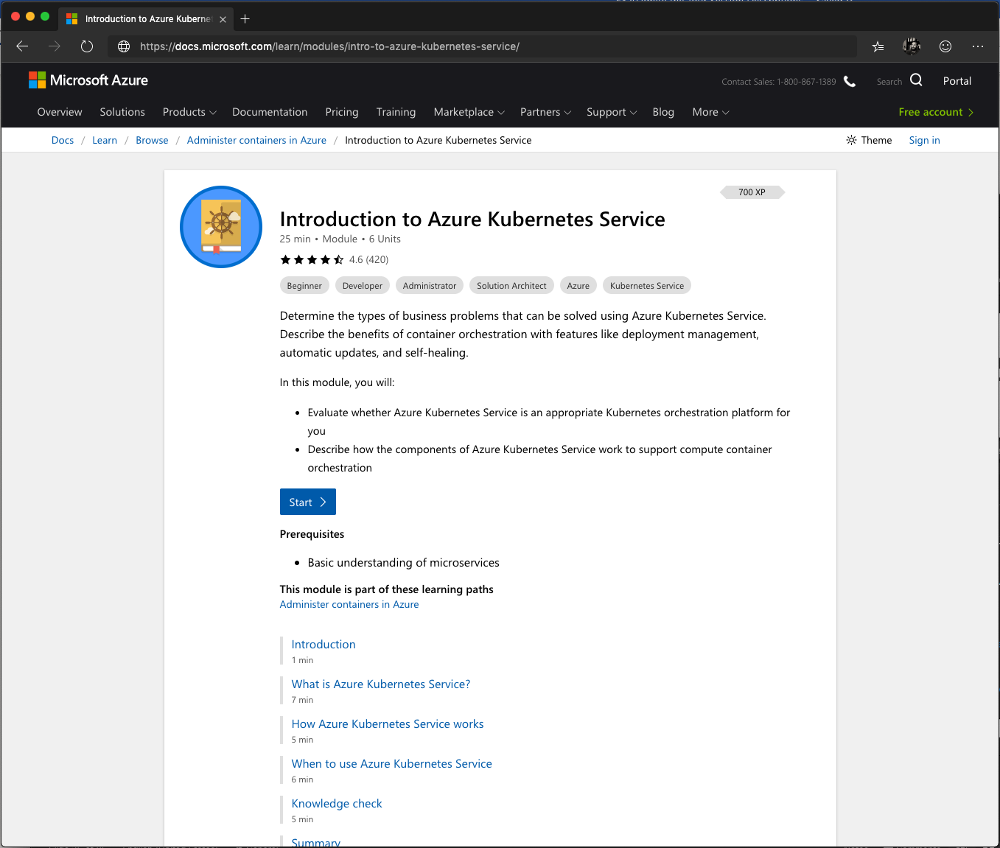 Introduction to Azure Kubernet
https://docs.microsoft.com/learn/modules/intro-to-azure-kubernetes-service/
Microsoft Azure
Contact Sales: 1-800-867-1389
Search
Portal
Overview Solutions Products Documentation Pricing Training Marketplace Partners Support Blog More
Free account
Docs / Learn / Browse / Administer containers in Azure / Introduction to Azure Kubernetes Service
Theme Sign in
700 XP
Introduction to Azure Kubernetes Service
25 min • Module • 6 Units
4.6 (420)
Beginner Developer Administrator Solution Architect Azure Kubernetes Service
Determine the types of business problems that can be solved using Azure Kubernetes Service.
Describe the benefits of container orchestration with features like deployment management,
automatic updates, and self-healing.
In this module, you will:
• Evaluate whether Azure Kubernetes Service is an appropriate Kubernetes orchestration platform for
you
• Describe how the components of Azure Kubernetes Service work to support compute container
orchestration
Start
Prerequisites
• Basic understanding of microservices
This module is part of these learning paths
Administer containers in Azure
Introduction
1 min
What is Azure Kubernetes Service?
7 min
How Azure Kubernetes Service works
5 min
When to use Azure Kubernetes Service
6 min
Knowledge check
5 min
Summary